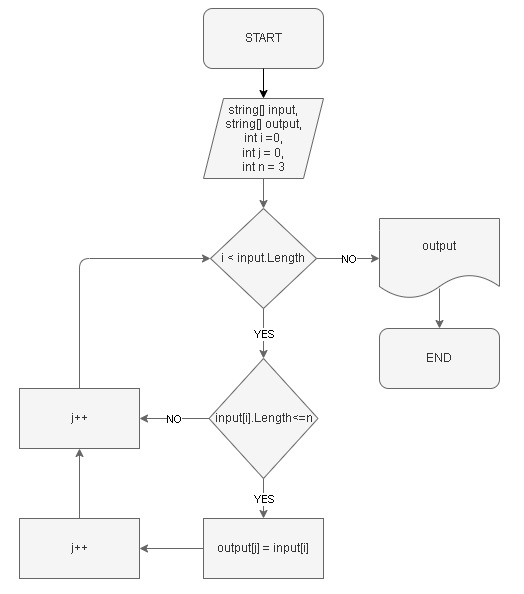 START
string[] input,
string[] output,
int i =0,
int j = 0,
int n = 3
i < input.Length
NO
output
YES
END
input[i].Length<=n
NO
j++
YES
output[j] = input[i]
j++